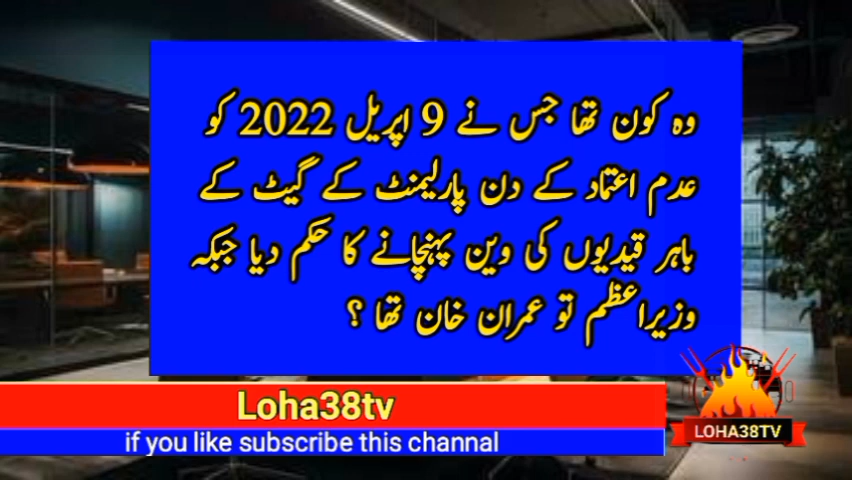 وہ کون تھا جس نے 9 اپریل 2022 کو
عدم اعتماد کے دن پارلیمنٹ کے گیٹ کے
باہر قیدیوں کی وین پہنچانے کا حکم دیا جبکہ
وزیراعظم تو عمران خان تھا ؟
Loha38tv
if you like subscribe this channal
LOHA38TV